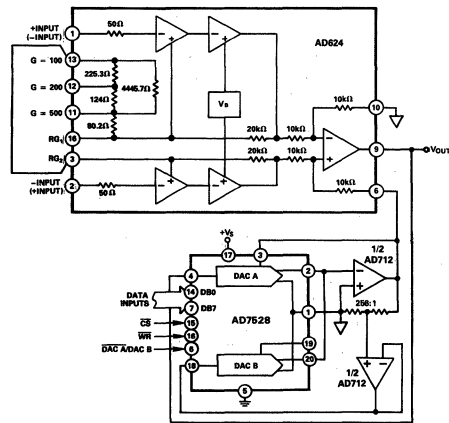 +INPUT
(−INPUT)
1
50Ω
AD624
G = 100
13
225.3Ω
4445.7Ω
G = 200
12
124Ω
VB
10kΩ
10
G = 500
11
80.2Ω
20kΩ
10kΩ
RG1
16
9
VOUT
RG2
3
20kΩ
10kΩ
10kΩ
−INPUT
(+INPUT)
2
50Ω
6
+VS
17
3
1/2
AD712
4
DAC A
2
DATA
INPUTS
14
DB0
7
DB7
AD7528
1
256:1
CS
15
WR
16
DAC A/DAC B
6
19
DAC B
20
18
5
1/2
AD712